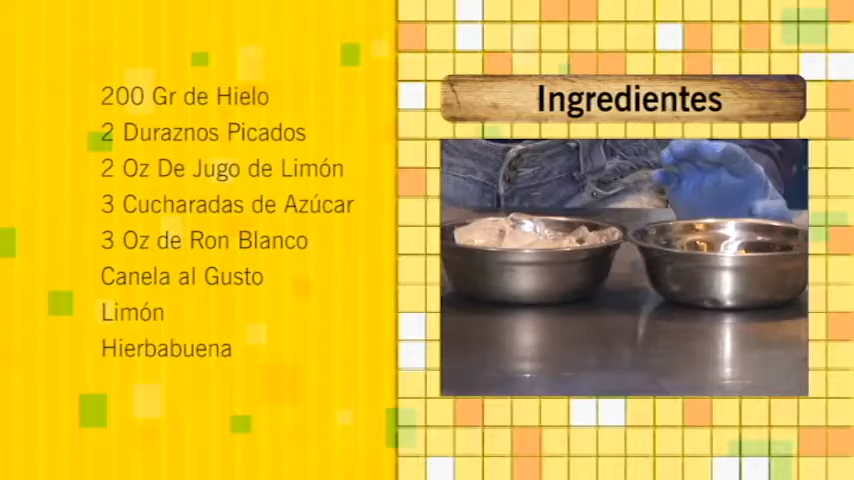 Ingredientes
200 Gr de Hielo
2 Duraznos Picados
2 Oz De Jugo de Limón
3 Cucharadas de Azúcar
3 Oz de Ron Blanco
Canela al Gusto
Limón
Hierbabuena